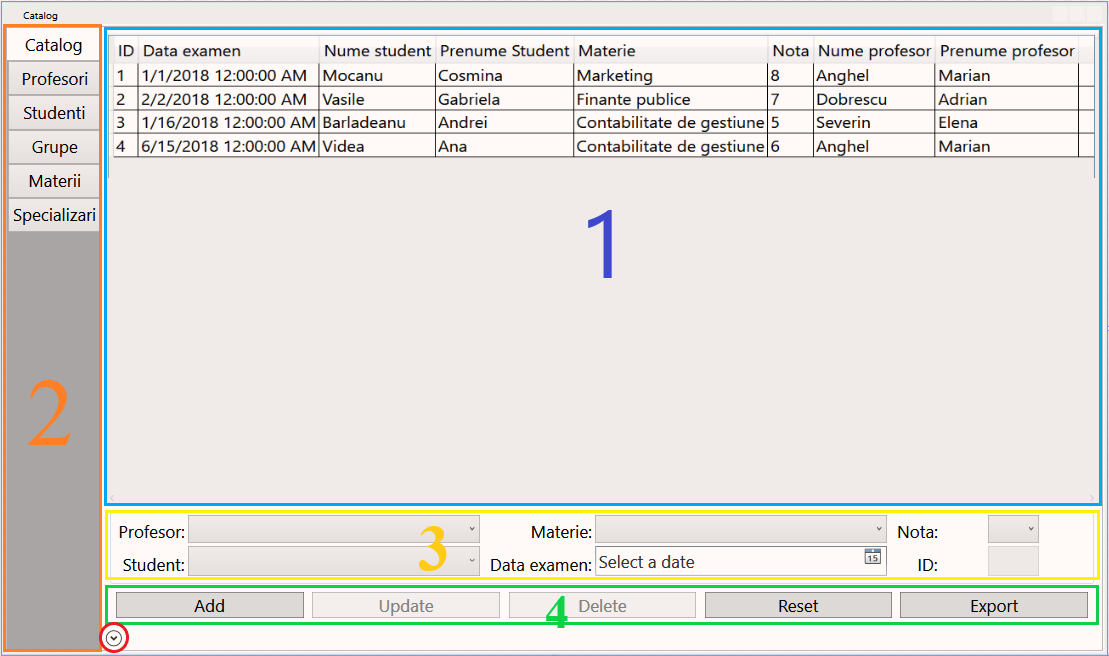 Catalog
Catalog
Profesori
Studenti
Grupe
Materii
Specializari
2
ID Data examen Nume student Prenume Student Materie Nota Nume profesor Prenume profesor
1 1/1/2018 12:00:00 AM Mocanu Cosmina Marketing 8 Anghel Marian
2 2/2/2018 12:00:00 AM Vasile Gabriela Finante publice 7 Dobrescu Adrian
3 1/16/2018 12:00:00 AM Barladeanu Andrei Contabilitate de gestiune 5 Severin Elena
4 6/15/2018 12:00:00 AM Videa Ana Contabilitate de gestiune 6 Anghel Marian
1
Profesor: Materie: Nota:
3
Student: Data examen: Select a date 15 ID:
Add Update Delete Reset Export
4